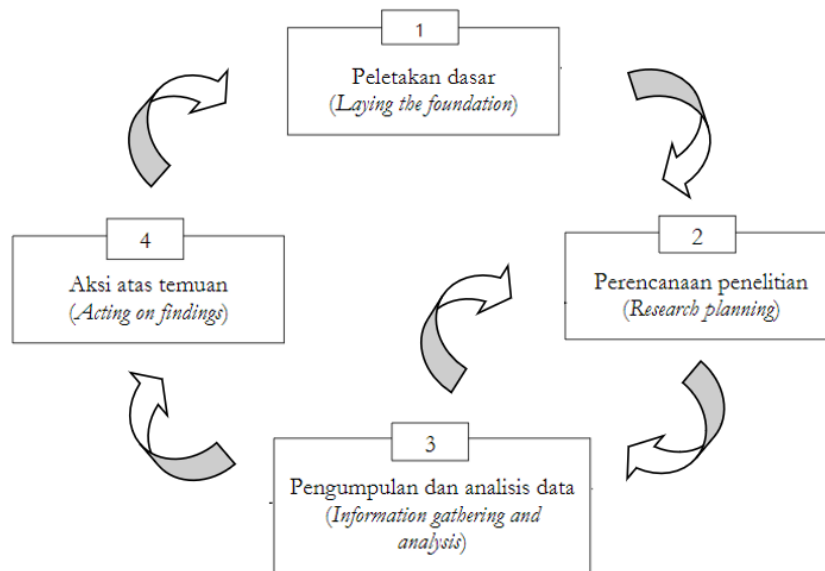 1
Peletakan dasar
(Laying the foundation)
2
Perencanaan penelitian
(Research planning)
3
Pengumpulan dan analisis data
(Information gathering and
analysis)
4
Aksi atas temuan
(Acting on findings)